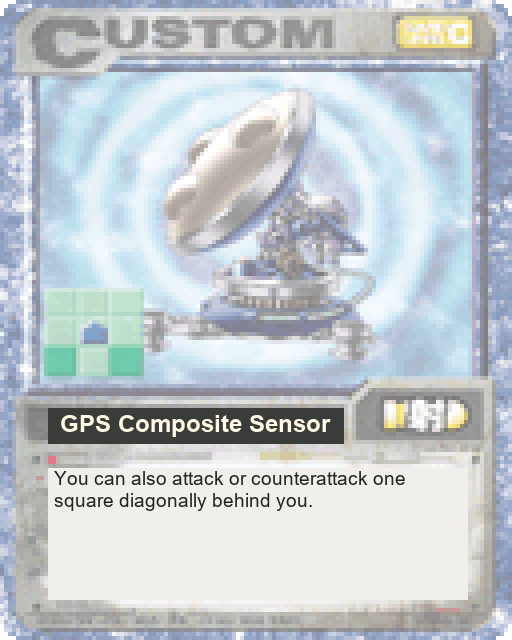 CUSTOM
GPS Composite Sensor
You can also attack or counterattack one
square diagonally behind you.